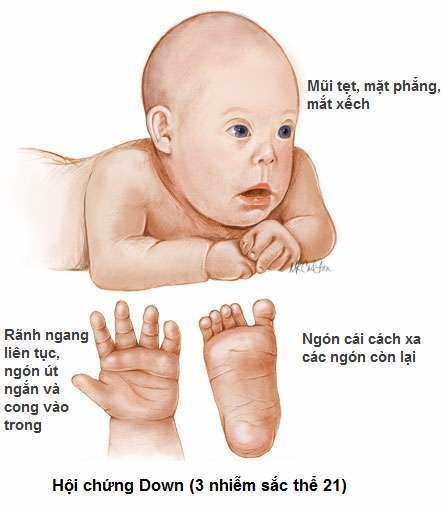 Mũi tẹt, mặt phẳng,
mắt xếch
Rãnh ngang
liên tục,
ngón út
ngắn và
cong vào
trong
Ngón cái cách xa
các ngón còn lại
Hội chứng Down (3 nhiễm sắc thể 21)